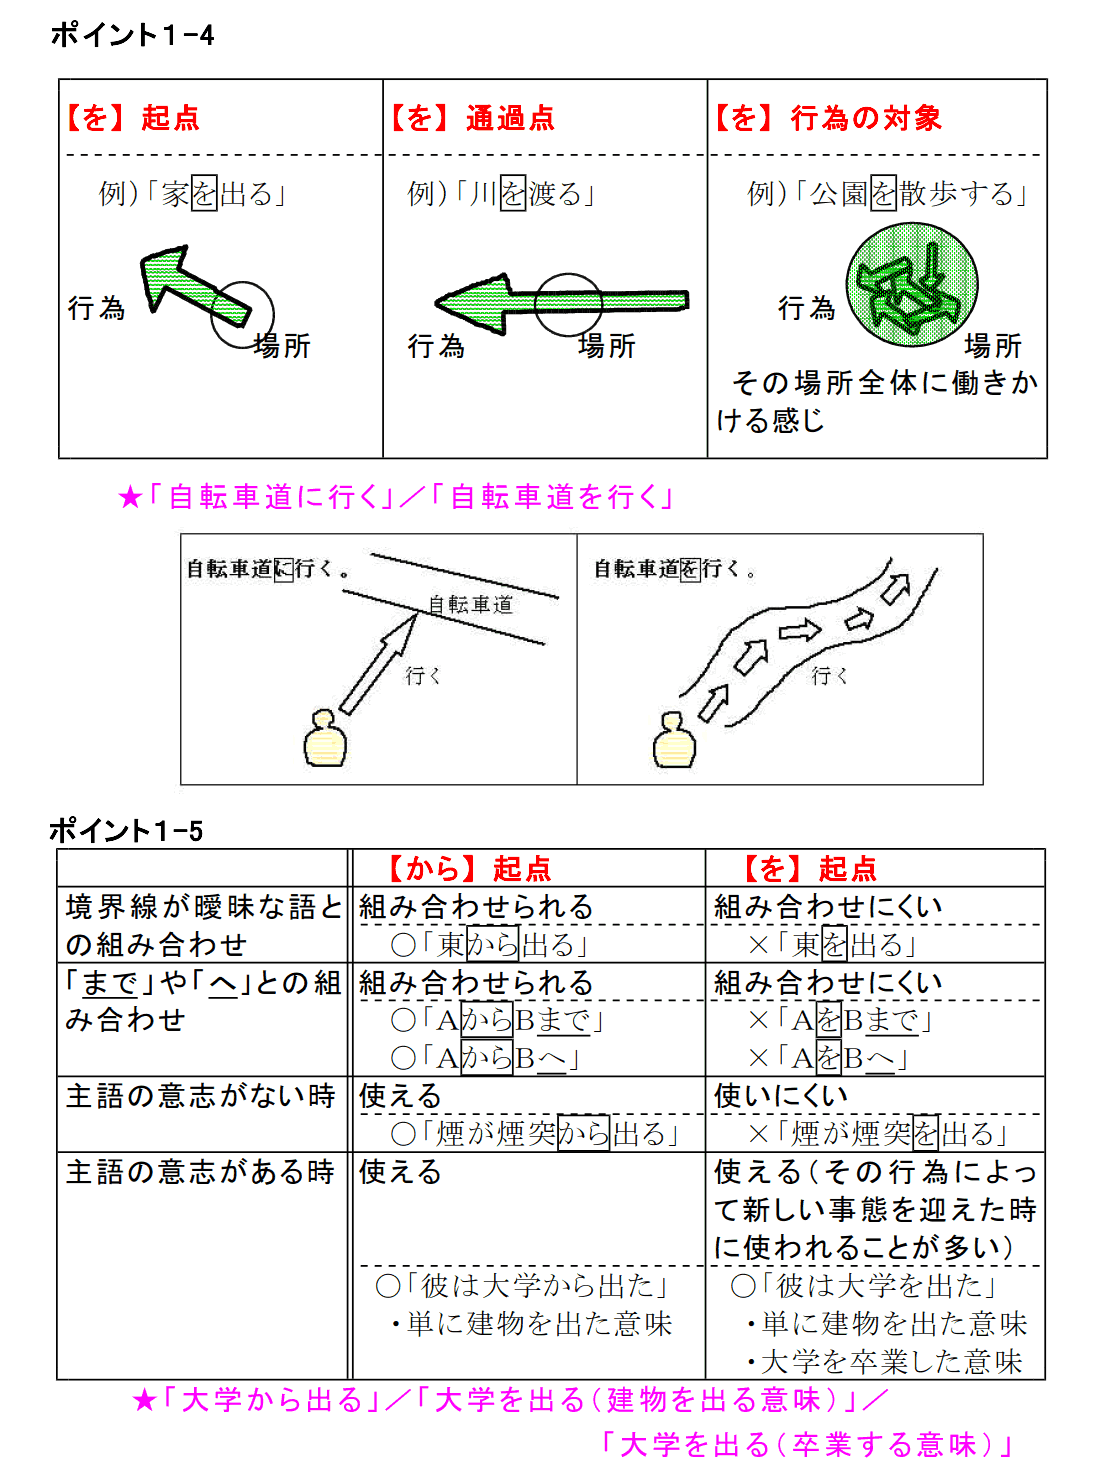 ポイント1-4
【を】起点
【を】通過点
【を】行為の対象
例）「家を出る」
例）「川を渡る」
例）「公園を散歩する」
行為
場所
行為
場所
行為
場所
その場所全体に働きか
ける感じ
★「自転車道に行く」／「自転車道を行く」
自転車道に行く。
自転車道
行く
自転車道を行く。
行く
ポイント1-5
【から】起点
【を】起点
境界線が曖昧な語と
の組み合わせ
組み合わせられる
○「東から出る」
組み合わせにくい
×「東を出る」
「まで」や「へ」との組
み合わせ
組み合わせられる
○「AからBまで」
○「AからBへ」
組み合わせにくい
×「AをBまで」
×「AをBへ」
主語の意志がない時
使える
○「煙が煙突から出る」
使いにくい
×「煙が煙突を出る」
主語の意志がある時
使える
○「彼は大学から出た」
・単に建物を出た意味
使える（その行為によっ
て新しい事態を迎えた時
に使われることが多い）
○「彼は大学を出た」
・単に建物を出た意味
・大学を卒業した意味
★「大学から出る」／「大学を出る（建物を出る意味）」／
「大学を出る（卒業する意味）」